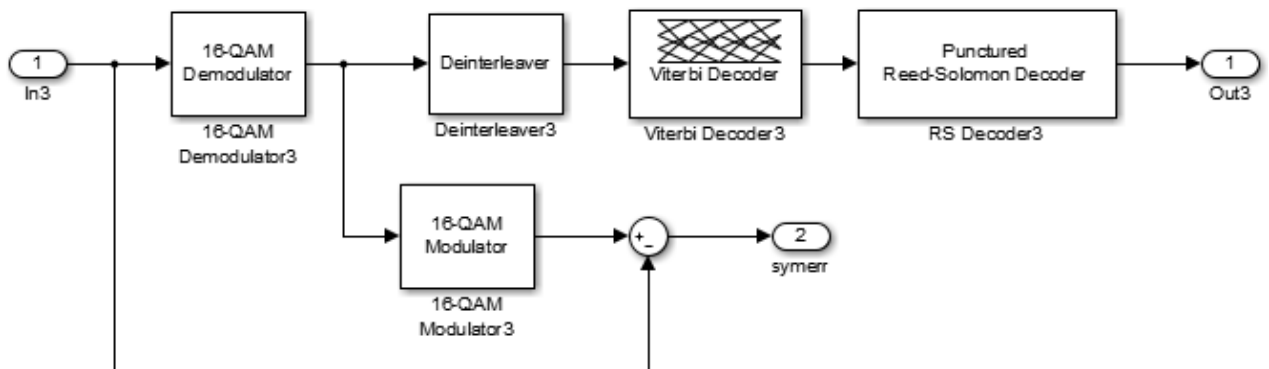 1
In3
16-QAM
Demodulator
16-QAM
Demodulator3
Deinterleaver
Deinterleaver3
Viterbi Decoder
Viterbi Decoder3
Punctured
Reed-Solomon Decoder
RS Decoder3
1
Out3
16-QAM
Modulator
16-QAM
Modulator3
+
−
2
symerr